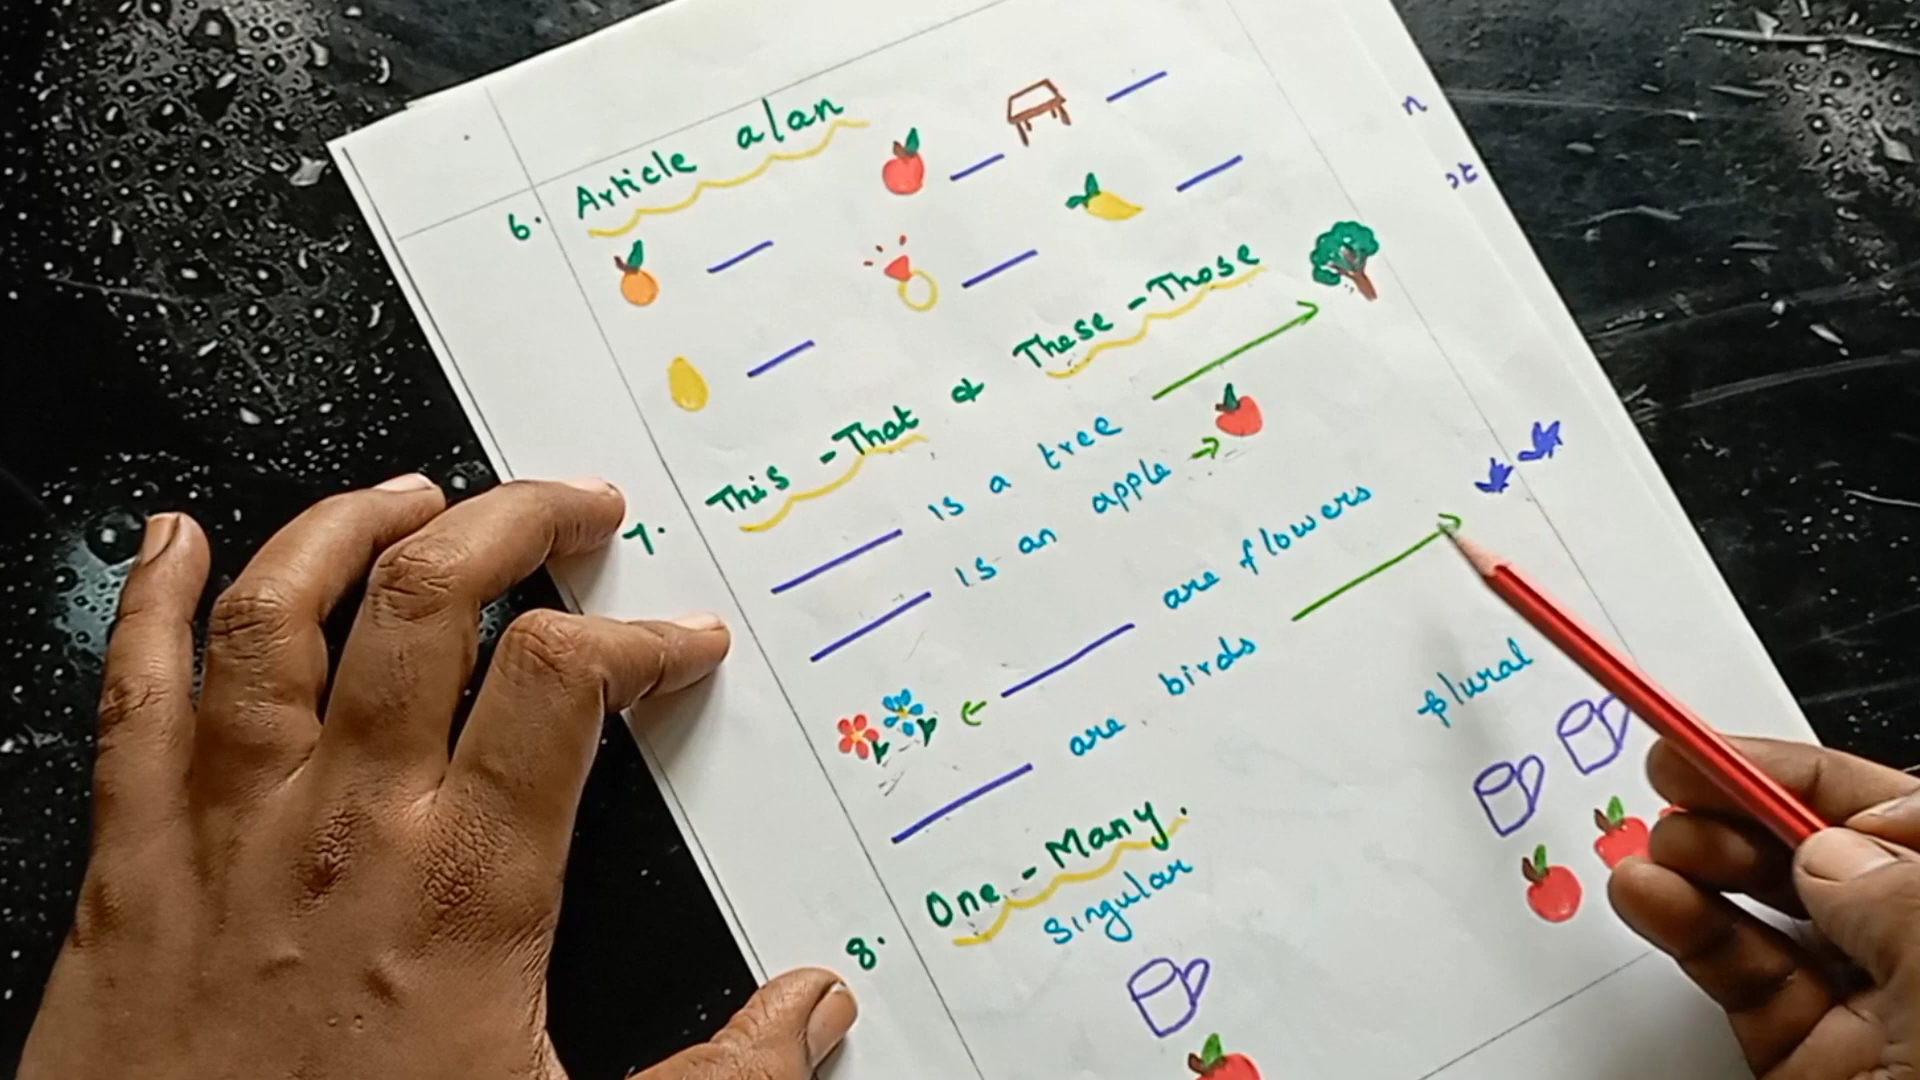 6. Article a/an
7. This - That & These - Those
is a tree
is an apple
are flowers
are birds
8. One - Many.
Singular plural